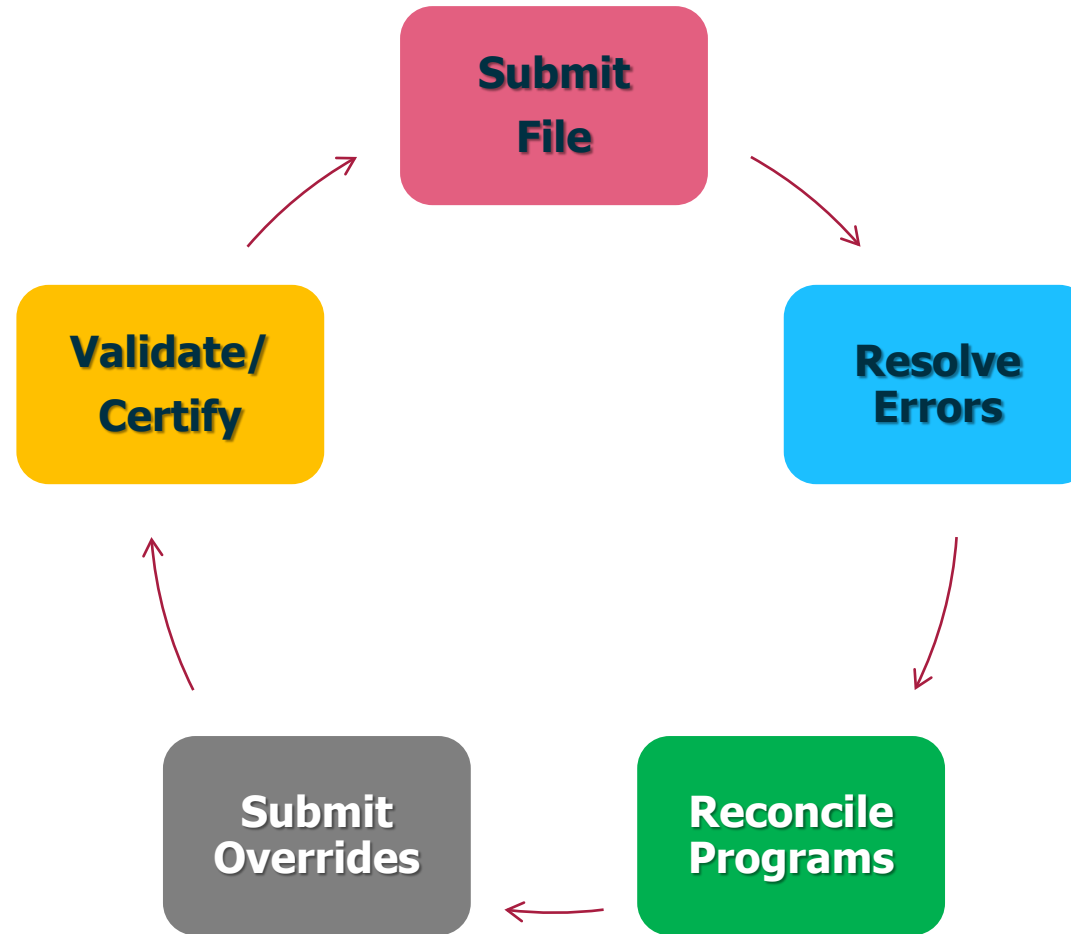 Submit
File
Validate/
Certify
Resolve
Errors
Submit
Overrides
Reconcile
Programs